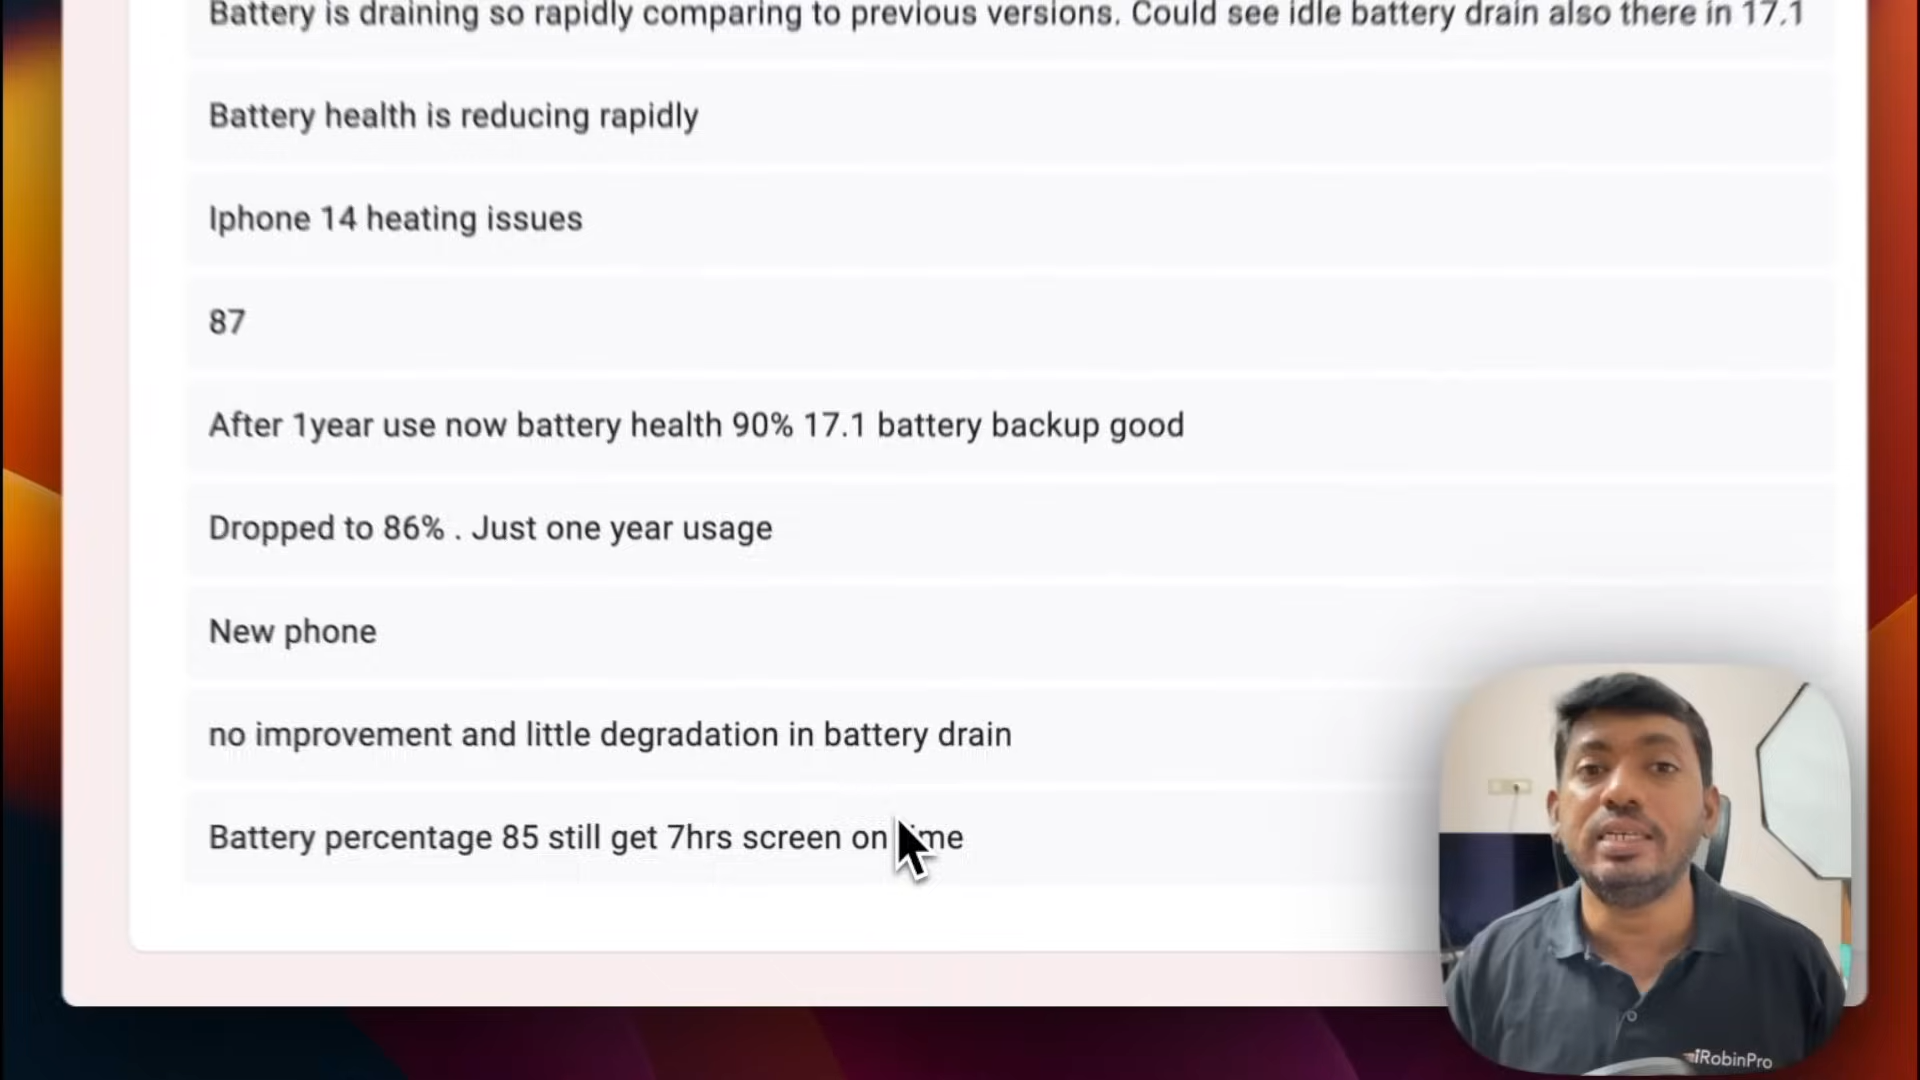 Battery is draining so rapidly comparing to previous versions. Could see idle battery drain also there in 17.1
Battery health is reducing rapidly
Iphone 14 heating issues
87
After 1year use now battery health 90% 17.1 battery backup good
Dropped to 86% . Just one year usage
New phone
no improvement and little degradation in battery drain
Battery percentage 85 still get 7hrs screen on time
iRobinPro